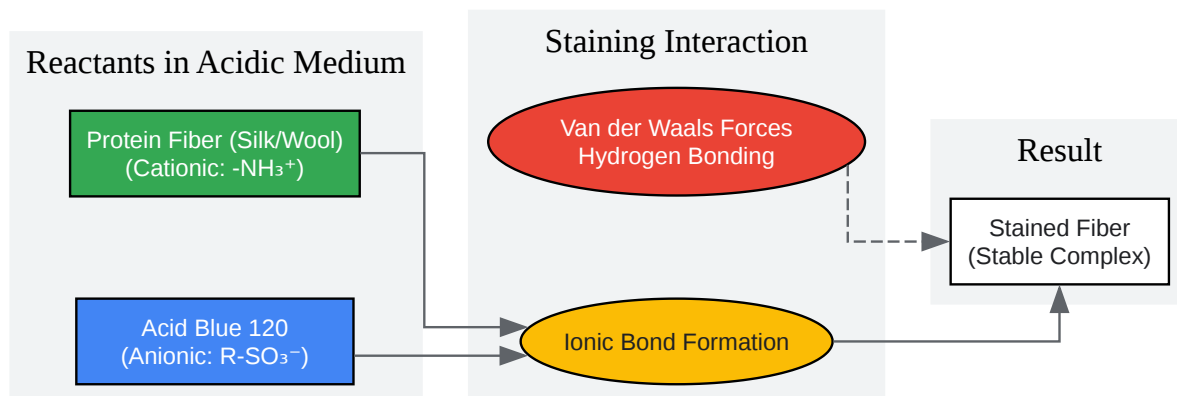 Reactants in Acidic Medium
Protein Fiber (Silk/Wool)
(Cationic: -NH₃⁺)
Acid Blue 120
(Anionic: R-SO₃⁻)
Staining Interaction
Van der Waals Forces
Hydrogen Bonding
Ionic Bond Formation
Result
Stained Fiber
(Stable Complex)